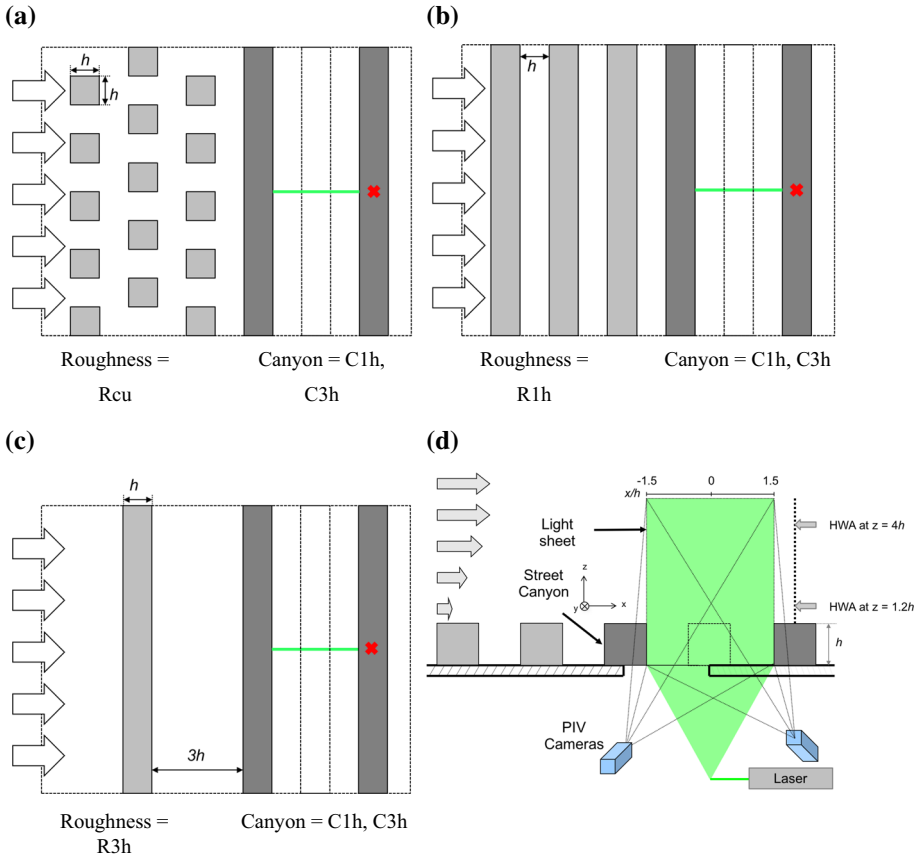 (a)
h
h
Roughness =
Rcu
Canyon = C1h,
C3h
(b)
h
Roughness =
R1h
Canyon = C1h, C3h
(c)
h
3h
Roughness =
R3h
Canyon = C1h, C3h
(d)
-1.5 0 1.5
x/h
Light
sheet
HWA at z = 4h
Street
Canyon
z
y
x
HWA at z = 1.2h
h
PIV
Cameras
Laser